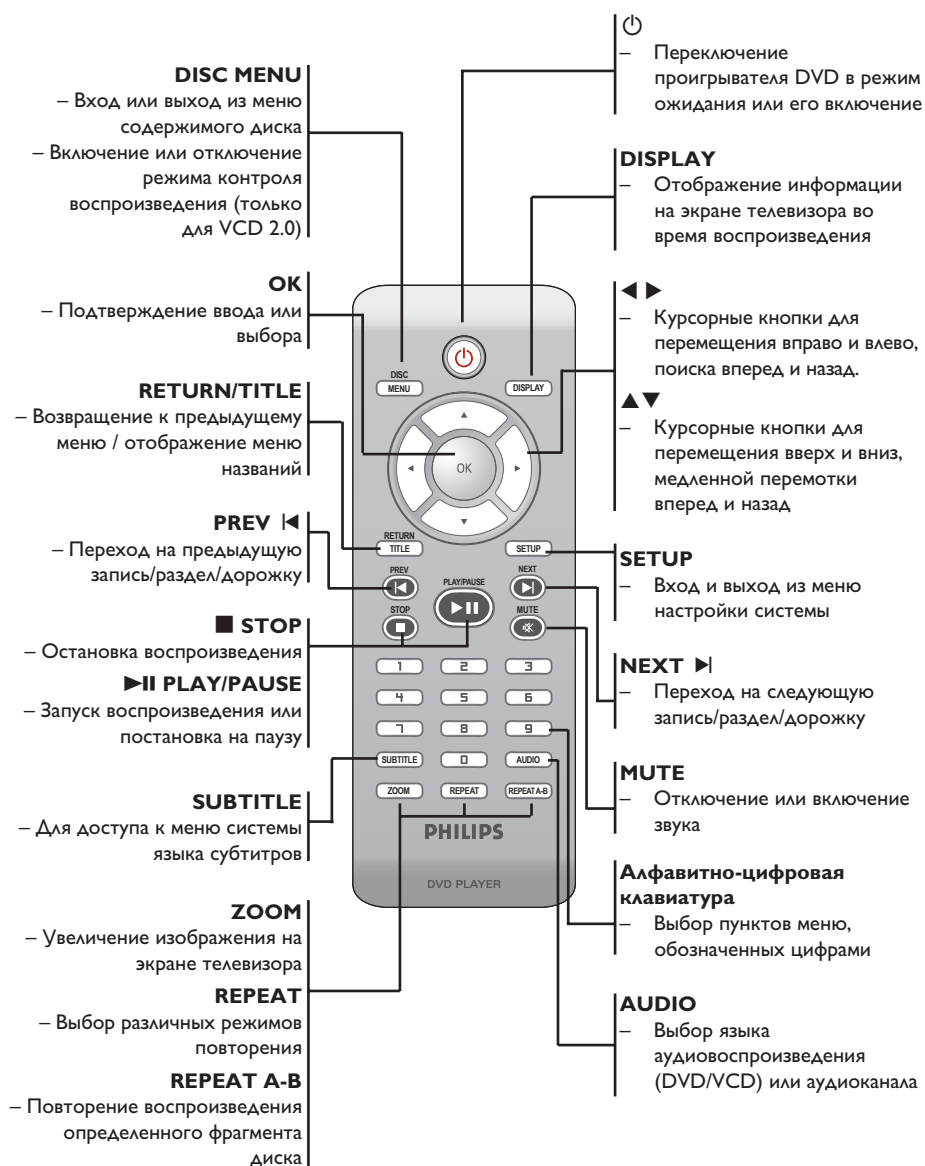 DISC MENU
– Вход или выход из меню
содержимого диска
– Включение или отключение
режима контроля
воспроизведения (только
для VCD 2.0)
OK
– Подтверждение ввода или
выбора
RETURN/TITLE
– Возвращение к предыдущему
меню / отображение меню
названий
PREV
– Переход на предыдущую
запись/раздел/дорожку
■ STOP
– Остановка воспроизведения
►II PLAY/PAUSE
– Запуск воспроизведения или
постановка на паузу
SUBTITLE
– Для доступа к меню системы
языка субтитров
ZOOM
– Увеличение изображения на
экране телевизора
REPEAT
– Выбор различных режимов
повторения
REPEAT A-B
– Повторение воспроизведения
определенного фрагмента
диска
DISC
MENU
DISPLAY
OK
RETURN
TITLE
SETUP
PREV
PLAY/PAUSE
NEXT
STOP
MUTE
1 2 3
4 5 6
7 8 9
SUBTITLE 0 AUDIO
ZOOM REPEAT REPEAT A-B
PHILIPS
DVD PLAYER
– Переключение
проигрывателя DVD в режим
ожидания или его включение
DISPLAY
– Отображение информации
на экране телевизора во
время воспроизведения
◄ ►
– Курсорные кнопки для
перемещения вправо и влево,
поиска вперед и назад.
▲▼
– Курсорные кнопки для
перемещения вверх и вниз,
медленной перемотки
вперед и назад
SETUP
– Вход и выход из меню
настройки системы
NEXT
– Переход на следующую
запись/раздел/дорожку
MUTE
– Отключение или включение
звука
Алфавитно-цифровая
клавиатура
– Выбор пунктов меню,
обозначенных цифрами
AUDIO
– Выбор языка
аудиовоспроизведения
(DVD/VCD) или аудиоканала